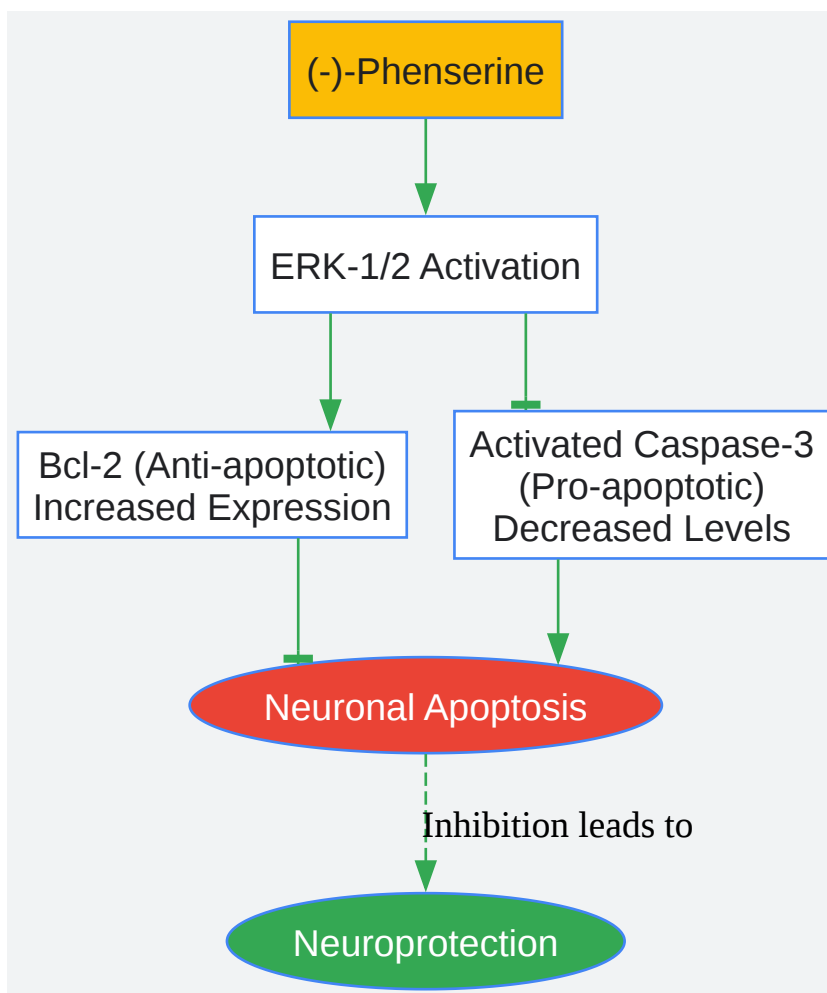 (-)-Phenserine
ERK-1/2 Activation
Bcl-2 (Anti-apoptotic)
Increased Expression
Activated Caspase-3
(Pro-apoptotic)
Decreased Levels
Neuronal Apoptosis
Inhibition leads to
Neuroprotection